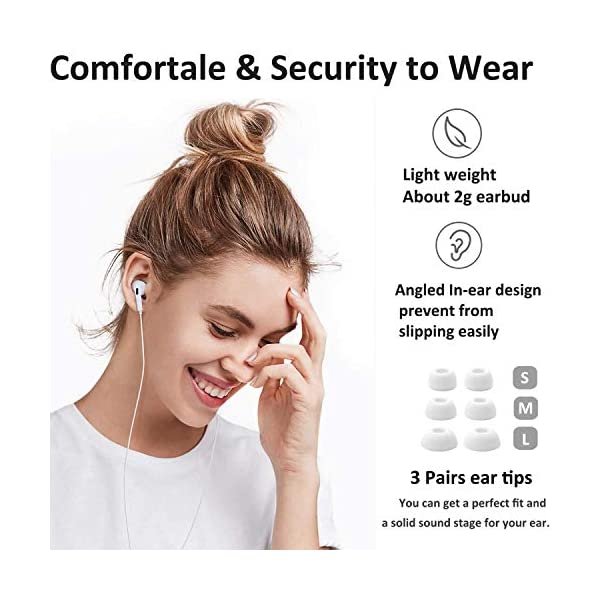 Comfortale & Security to Wear
Light weight
About 2g earbud
Angled In-ear design
prevent from
slipping easily
S
M
L
3 Pairs ear tips
You can get a perfect fit and
a solid sound stage for your ear.